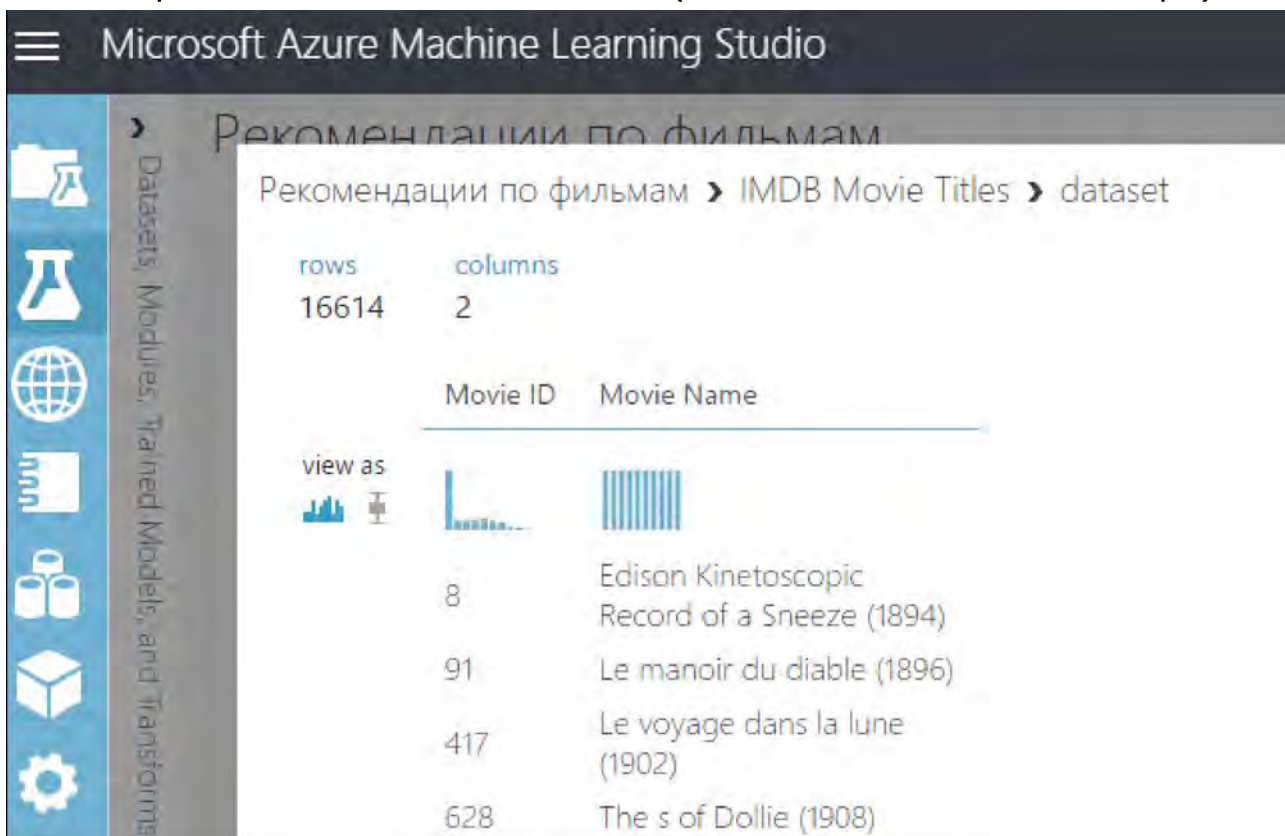 Microsoft Azure Machine Learning Studio
Рекомендации по фильмам
Datasets, Modules, Trained Models, and Transforms
Рекомендации по фильмам > IMDB Movie Titles > dataset
rows columns
16614 2
Movie ID Movie Name
view as
8 Edison Kinetoscopic
Record of a Sneeze (1894)
91 Le manoir du diable (1896)
417 Le voyage dans la lune
(1902)
628 The s of Dollie (1908)